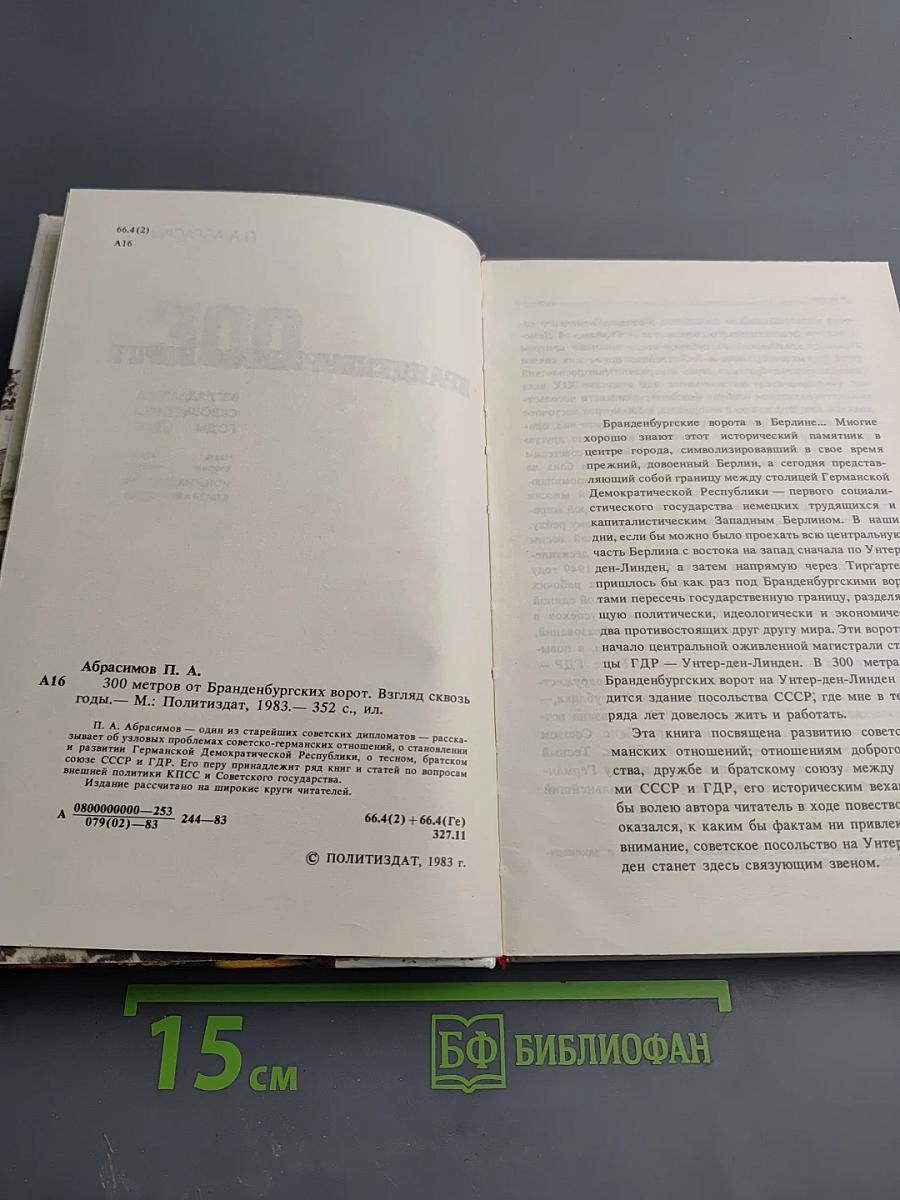 66.4(2)
А16
Абрасимов П. А.
А16
300 метров от Бранденбургских ворот. Взгляд сквозь
годы.— М.: Политиздат, 1983.— 352 с., ил.
П. А. Абрасимов — один из старейших советских дипломатов — расска-
зывает об узловых проблемах советско-германских отношений, о становлении
и развитии Германской Демократической Республики, о тесном, братском
союзе СССР и ГДР. Его перу принадлежит ряд книг и статей по вопросам
внешней политики КПСС и Советского государства.
Издание рассчитано на широкие круги читателей.
А 0800000000—253
079(02)—83
244—83
66.4(2)+66.4(Ге)
327.11
© ПОЛИТИЗДАТ, 1983 г.
Бранденбургские ворота в Берлине... Многие
хорошо знают этот исторический памятник в
центре города, символизировавший в свое время
прежний, довоенный Берлин, а сегодня представ-
ляющий собой границу между столицей Германской
Демократической Республики — первого социали-
стического государства немецких трудящихся и
капиталистическим Западным Берлином. В наши
дни, если бы можно было проехать всю центральную
часть Берлина с востока на запад сначала по Унтер
ден-Линден, а затем напрямую через Тиргарте
пришлось бы как раз под Бранденбургскими вор
тами пересечь государственную границу, разделя
щую политически, идеологически и экономиче
два противостоящих друг другу мира. Эти ворота
начало центральной оживленной магистрали ст
цы ГДР — Унтер-ден-Линден. В 300 метра
Бранденбургских ворот на Унтер-ден-Линден
дится здание посольства СССР, где мне в те
ряда лет довелось жить и работать.
Эта книга посвящена развитию советс
манских отношений; отношениям доброго
ства, дружбе и братскому союзу между
ми СССР и ГДР, его историческим веха
бы волею автора читатель в ходе повество
оказался, к каким бы фактам ни привлек
внимание, советское посольство на Унтер
ден станет здесь связующим звеном.
15 см
БФ БИБЛИОФАН